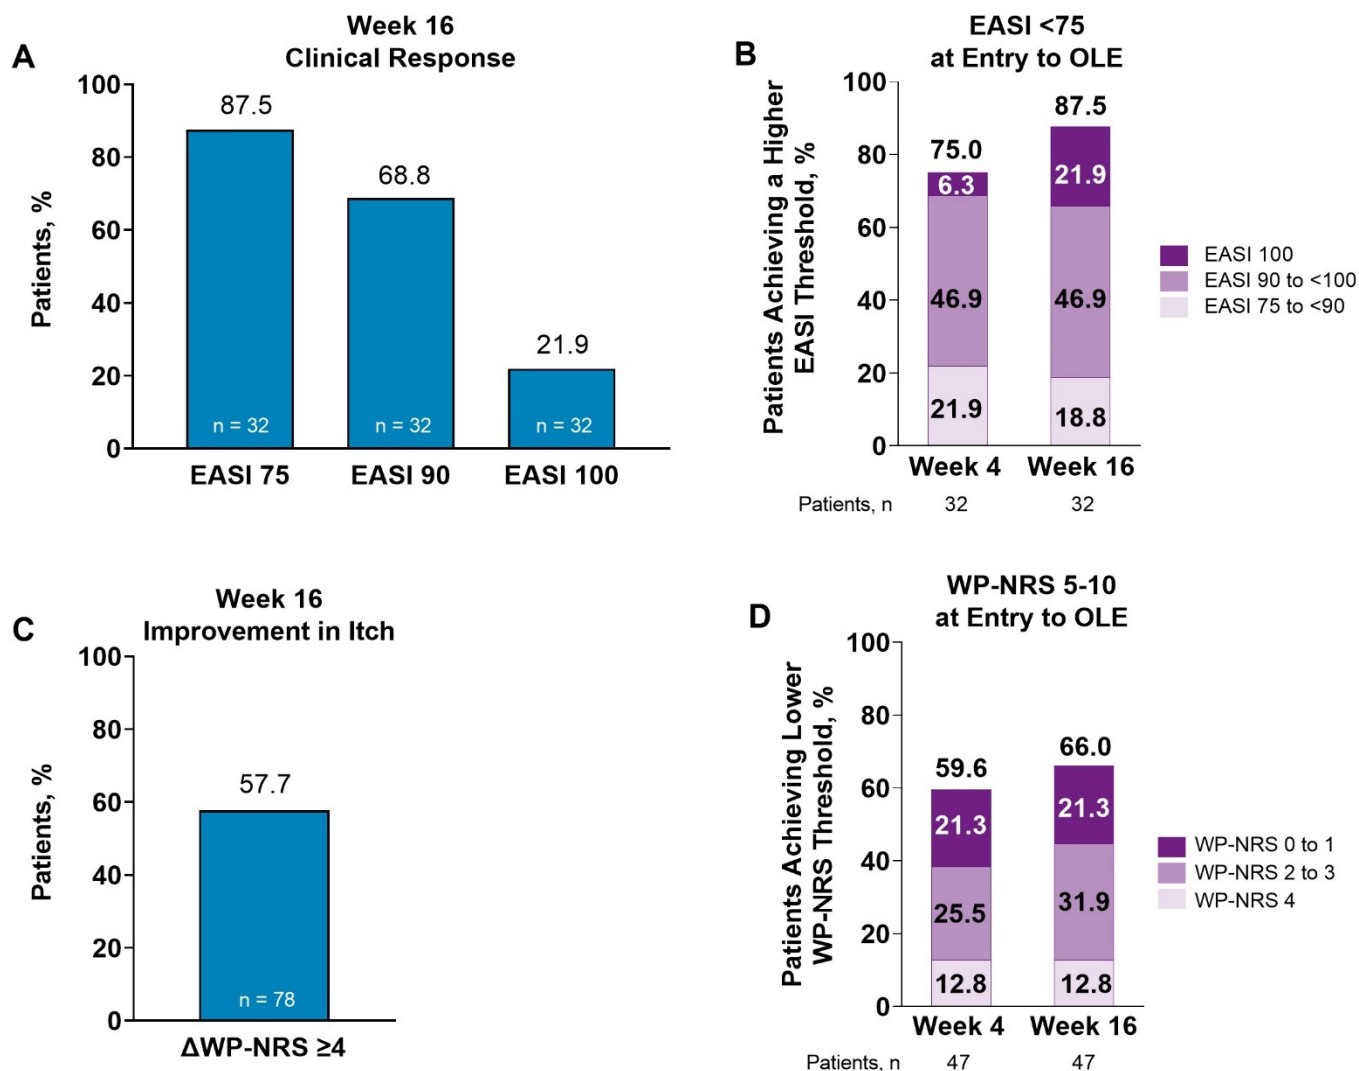 A
Week 16
Clinical Response
Patients, %
100
80
60
40
20
0
87.5
68.8
21.9
n = 32
n = 32
n = 32
EASI 75
EASI 90
EASI 100
B
EASI <75
at Entry to OLE
Patients Achieving a Higher
EASI Threshold, %
100
80
60
40
20
0
75.0
6.3
46.9
21.9
87.5
21.9
46.9
18.8
Week 4
Week 16
Patients, n
32
32
EASI 100
EASI 90 to <100
EASI 75 to <90
C
Week 16
Improvement in Itch
Patients, %
100
80
60
40
20
0
57.7
n = 78
ΔWP-NRS ≥4
D
WP-NRS 5-10
at Entry to OLE
Patients Achieving Lower
WP-NRS Threshold, %
100
80
60
40
20
0
59.6
21.3
25.5
12.8
66.0
21.3
31.9
12.8
Week 4
Week 16
Patients, n
47
47
WP-NRS 0 to 1
WP-NRS 2 to 3
WP-NRS 4